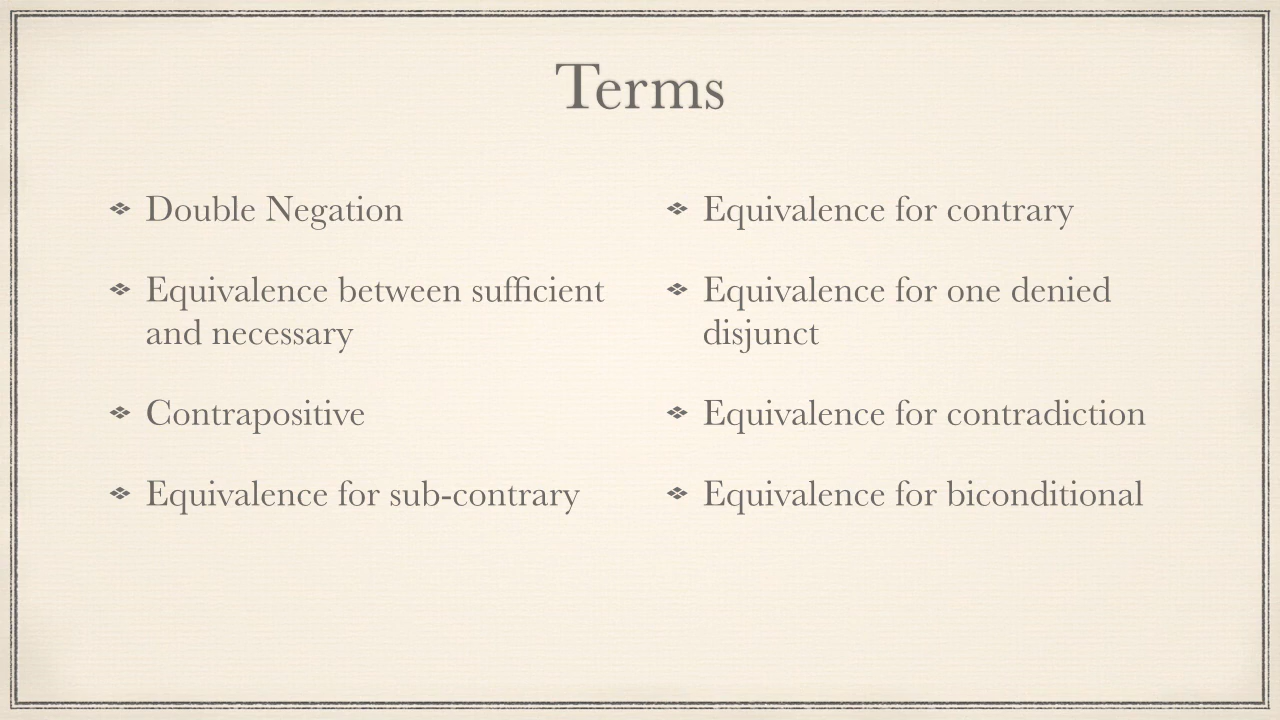 Terms
Double Negation
Equivalence between sufficient
and necessary
Contrapositive
Equivalence for sub-contrary
Equivalence for contrary
Equivalence for one denied
disjunct
Equivalence for contradiction
Equivalence for biconditional